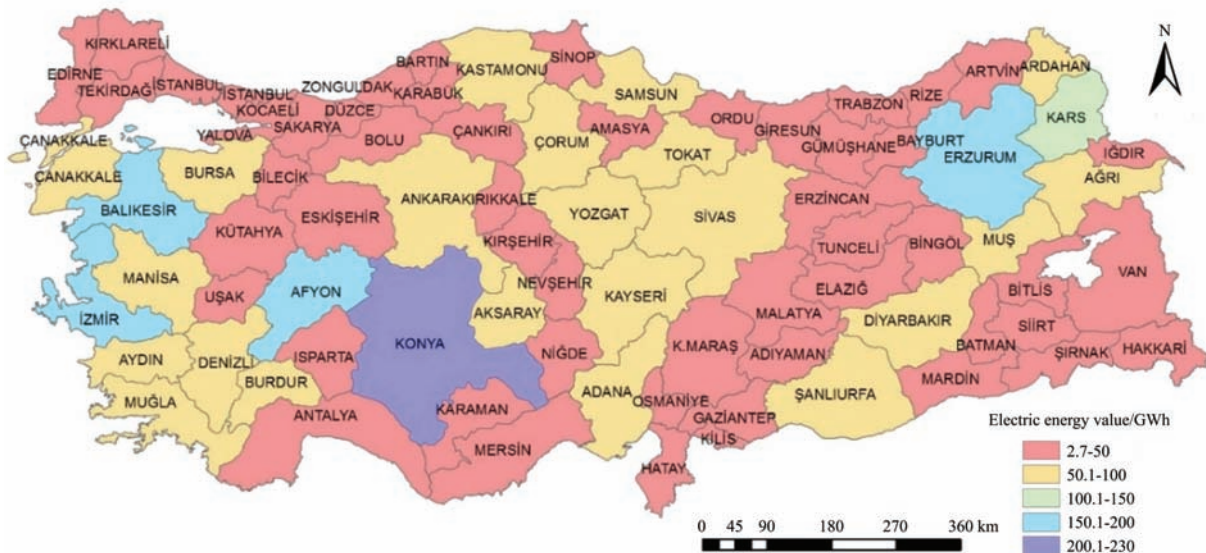 N
KIRKLARELİ
EDİRNE
TEKİRDAĞ
İSTANBUL
İSTANBUL
KOCAELİ
YALOVA
SAKARYA
DÜZCE
ZONGULDAK
BARTIN
KARABÜK
KASTAMONU
SİNOP
SAMSUN
BOLU
ÇANKIRI
ÇORUM
AMASYA
TOKAT
ORDU
GİRESUN
TRABZON
GÜMÜŞHANE
RİZE
BAYBURT
ARTVİN
ARDAHAN
KARS
ERZURUM
IĞDIR
AĞRI
ÇANAKKALE
ÇANAKKALE
BURSA
BİLECİK
BALIKESİR
KÜTAHYA
ESKİŞEHİR
ANKARA
KIRIKKALE
YOZGAT
SİVAS
ERZİNCAN
TUNCELİ
BİNGÖL
MUŞ
MANİSA
UŞAK
AFYON
KIRŞEHİR
NEVŞEHİR
KAYSERİ
AKSARAY
ELAZIĞ
MALATYA
BİTLİS
VAN
İZMİR
AYDIN
DENİZLİ
ISPARTA
BURDUR
KONYA
NİĞDE
K.MARAŞ
ADIYAMAN
DİYARBAKIR
BATMAN
SİİRT
ŞIRNAK
HAKKARİ
MARDİN
MUĞLA
ANTALYA
KARAMAN
MERSİN
ADANA
OSMANİYE
GAZİANTEP
KİLİS
HATAY
ŞANLIURFA
Electric energy value/GWh
2.7-50
50.1-100
100.1-150
150.1-200
200.1-230
0 45 90 180 270 360 km